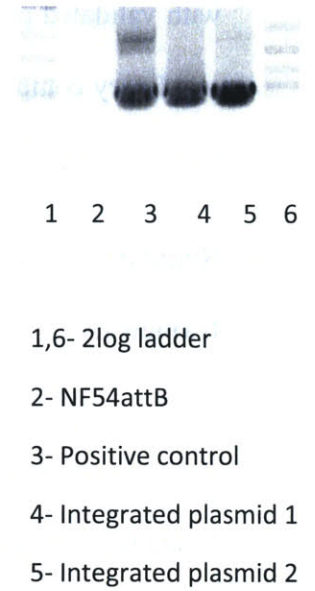 1 2 3 4 5 6
1,6- 2log ladder
2- NF54attB
3- Positive control
4- Integrated plasmid 1
5- Integrated plasmid 2